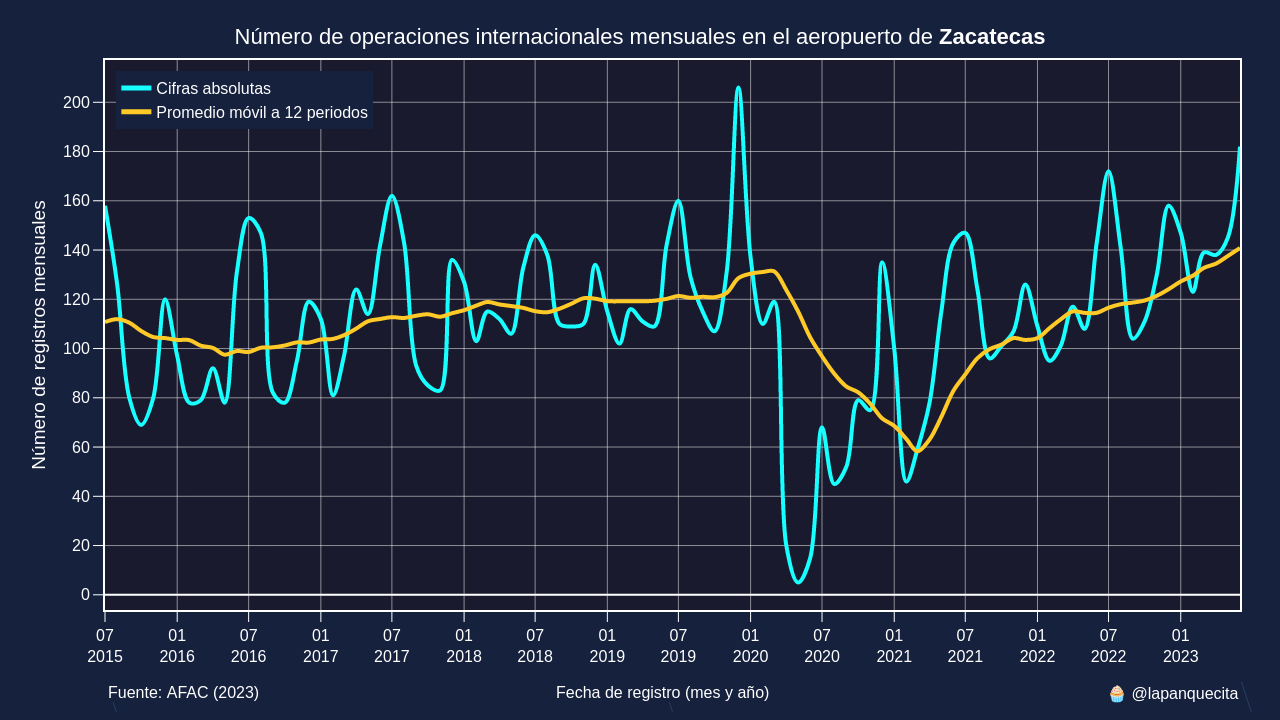 Número de operaciones internacionales mensuales en el aeropuerto de Zacatecas
Cifras absolutas
Promedio móvil a 12 periodos
Número de registros mensuales
200
180
160
140
120
100
80
60
40
20
0
07 01 07 01 07 01 07 01 07 01 07 01 07 01 07 01
2015 2016 2016 2017 2017 2018 2018 2019 2019 2020 2020 2021 2021 2022 2022 2023
Fuente: AFAC (2023) Fecha de registro (mes y año) 🧁 @lapanquecita